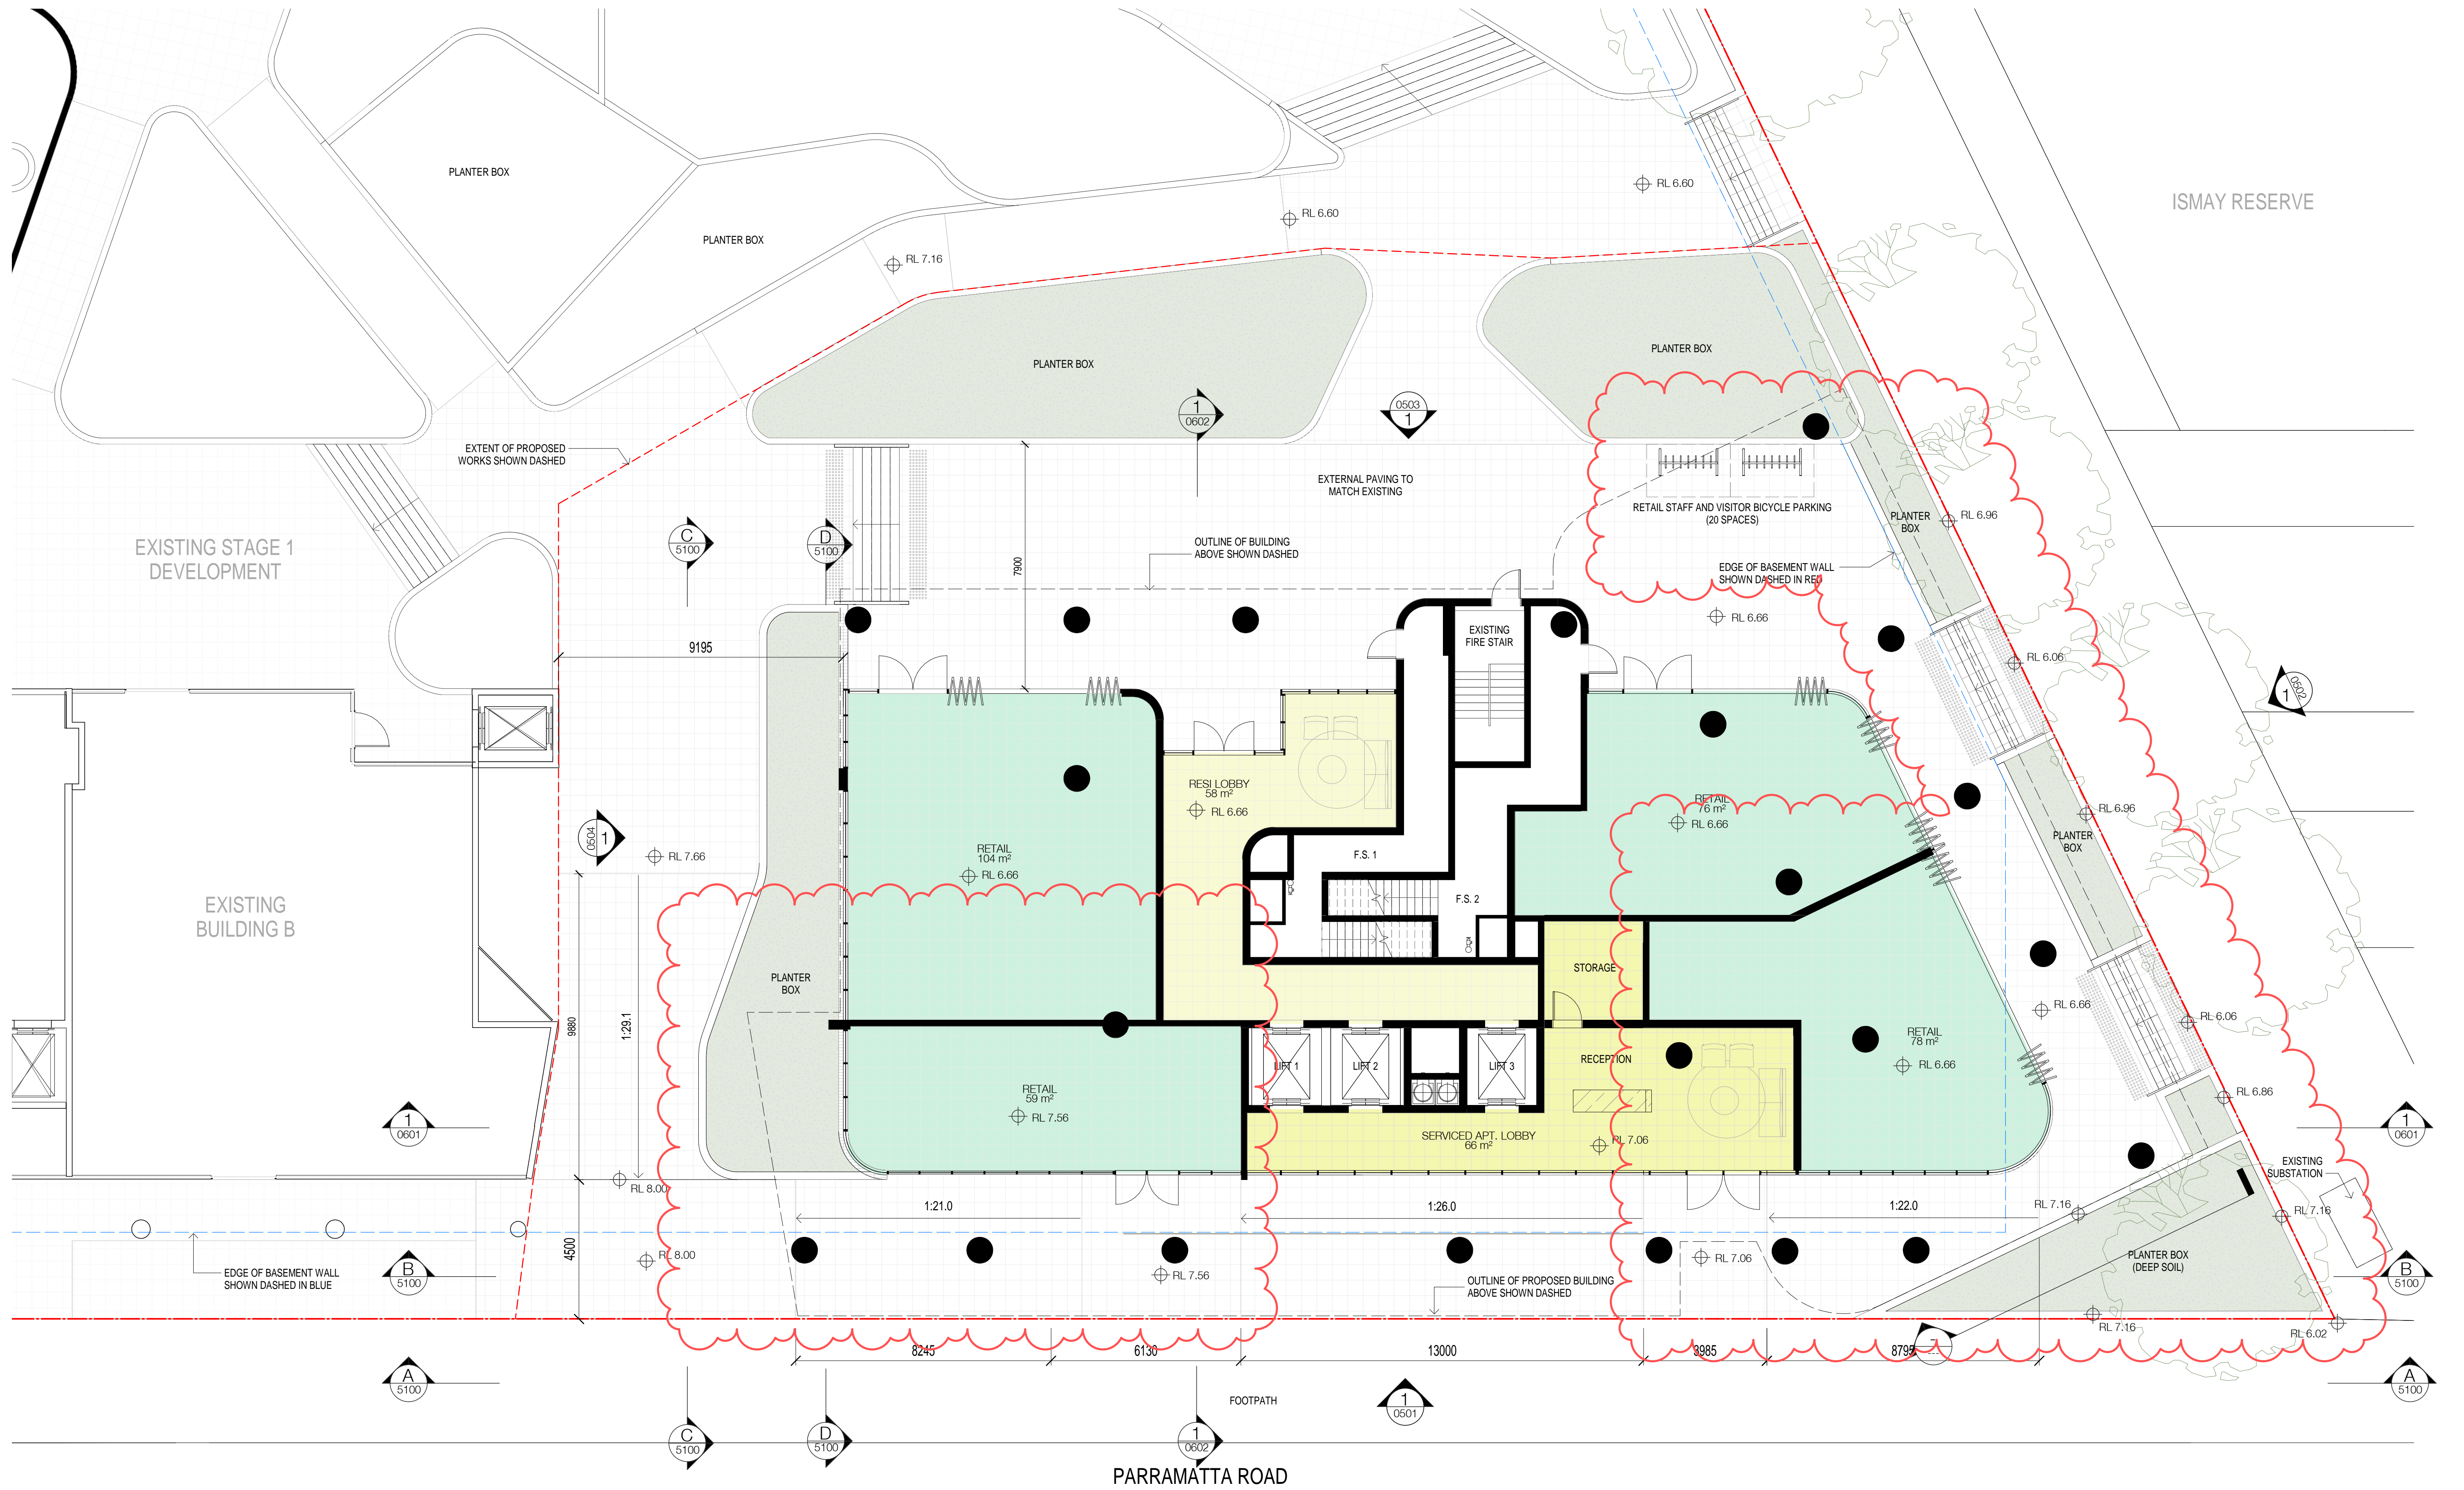 PLANTER BOX
RL 6.60
ISMAY RESERVE
RL 6.60
PLANTER BOX
RL 7.16
PLANTER BOX
PLANTER BOX
1
0602
0503
1
EXTENT OF PROPOSED
WORKS SHOWN DASHED
EXTERNAL PAVING TO
MATCH EXISTING
RETAIL STAFF AND VISITOR BICYCLE PARKING
(20 SPACES)
PLANTER
BOX
RL 6.96
C
5100
D
5100
OUTLINE OF BUILDING
ABOVE SHOWN DASHED
7900
EXISTING STAGE 1
DEVELOPMENT
EDGE OF BASEMENT WALL
SHOWN DASHED IN RED
RL 6.66
EXISTING
FIRE STAIR
9195
RL 6.06
0502
1
RESI LOBBY
58 m²
RL 6.66
RETAIL
76 m²
RL 6.66
RL 6.96
PLANTER
BOX
0504
1
RL 7.66
RETAIL
104 m²
RL 6.66
F.S. 1
F.S. 2
EXISTING
BUILDING B
PLANTER
BOX
STORAGE
9880
1:29.1
RL 6.66
RL 6.06
RETAIL
78 m²
RL 6.66
RETAIL
59 m²
RL 7.56
LIFT 1
LIFT 2
LIFT 3
RECEPTION
RL 6.86
1
0601
SERVICED APT. LOBBY
66 m²
RL 7.06
1
0601
EXISTING
SUBSTATION
RL 8.00
1:21.0
1:26.0
1:22.0
RL 7.16
RL 7.16
4500
RL 8.00
RL 7.56
RL 7.06
PLANTER BOX
(DEEP SOIL)
EDGE OF BASEMENT WALL
SHOWN DASHED IN BLUE
B
5100
OUTLINE OF PROPOSED BUILDING
ABOVE SHOWN DASHED
B
5100
RL 7.16
RL 6.02
8245
6130
13000
3985
8795
A
5100
FOOTPATH
1
0501
A
5100
C
5100
D
5100
1
0602
PARRAMATTA ROAD